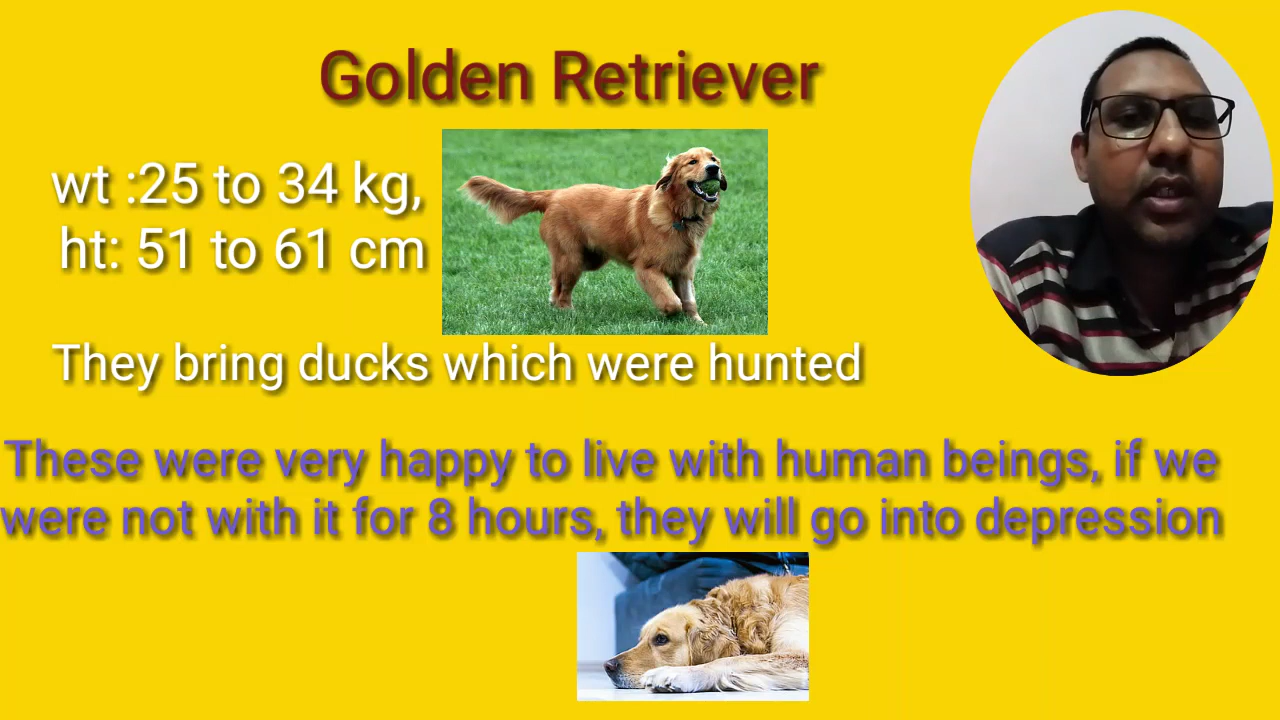 Golden Retriever
wt :25 to 34 kg,
ht: 51 to 61 cm
They bring ducks which were hunted
These were very happy to live with human beings, if we
were not with it for 8 hours, they will go into depression